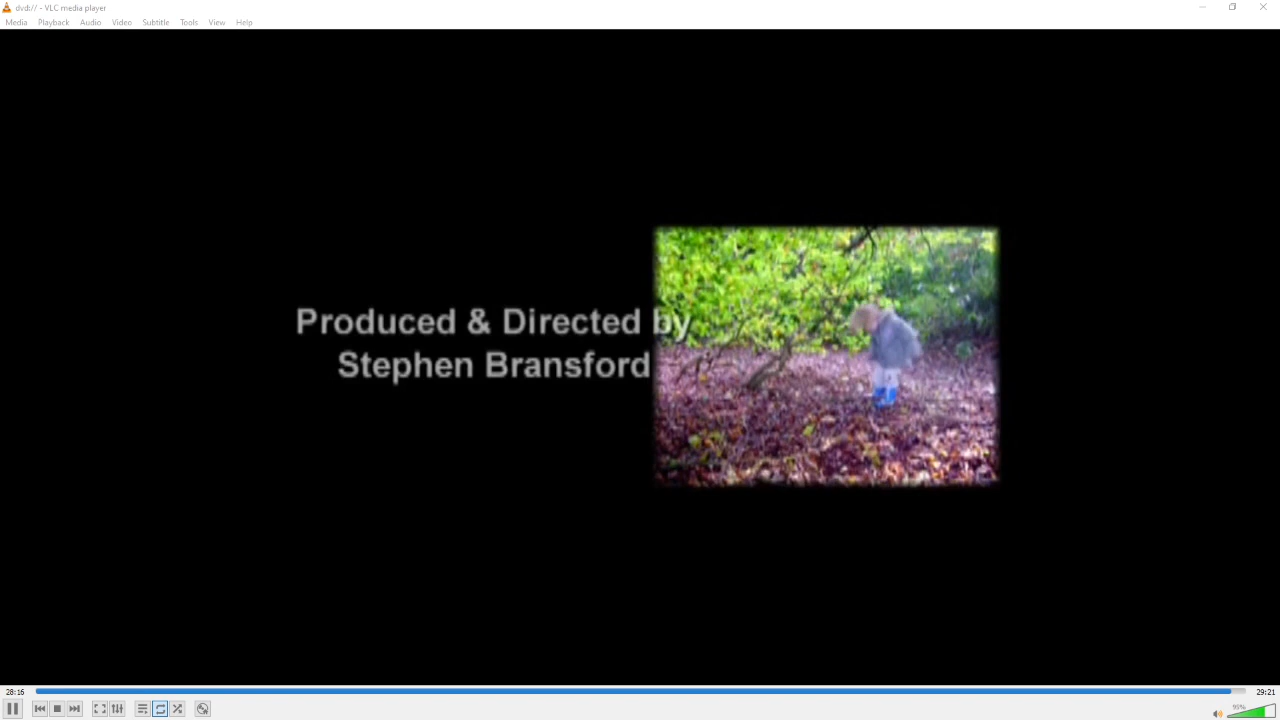 dvd:// - VLC media player
Media Playback Audio Video Subtitle Tools View Help
Produced & Directed by
Stephen Bransford
28:16
29:21
95%